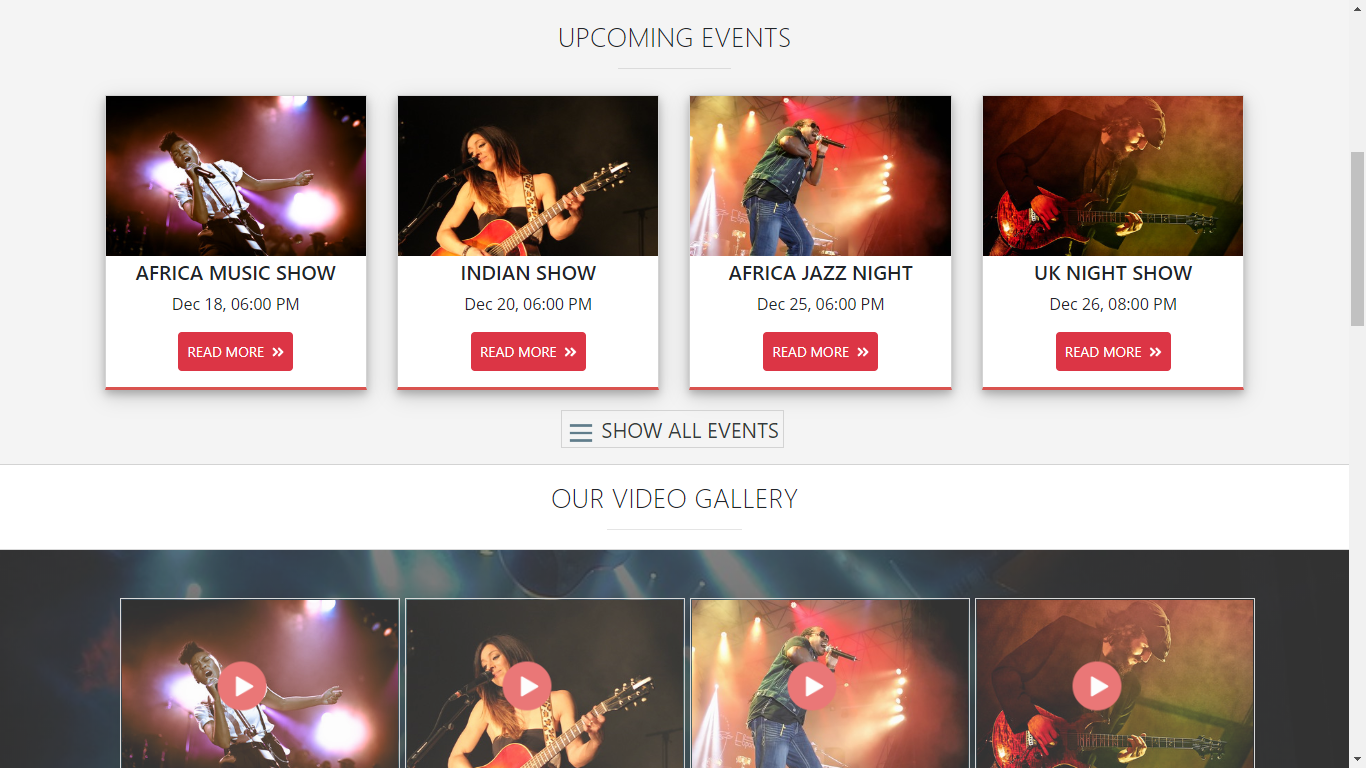 UPCOMING EVENTS
AFRICA MUSIC SHOW
Dec 18, 06:00 PM
READ MORE
INDIAN SHOW
Dec 20, 06:00 PM
READ MORE
AFRICA JAZZ NIGHT
Dec 25, 06:00 PM
READ MORE
UK NIGHT SHOW
Dec 26, 08:00 PM
READ MORE
SHOW ALL EVENTS
OUR VIDEO GALLERY